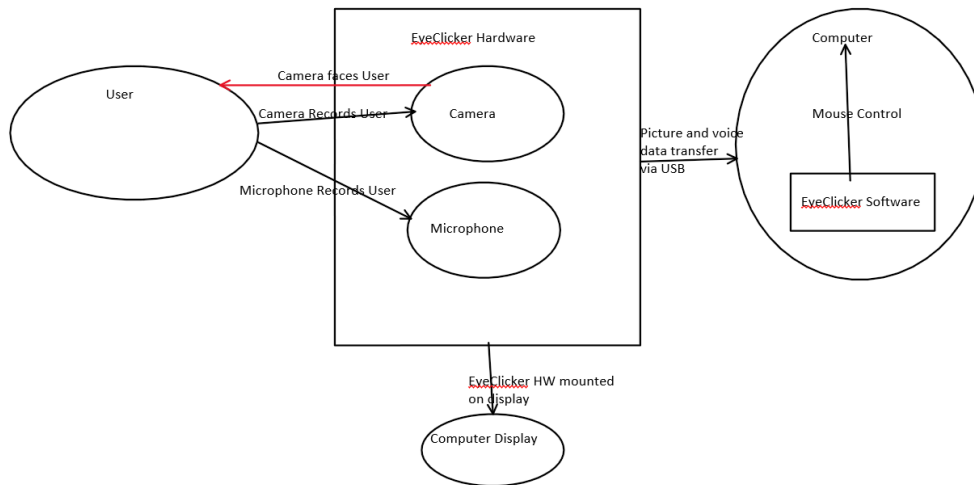 EyeClicker Hardware
Computer
Camera faces User
User
Camera Records User
Camera
Mouse Control
Picture and voice
data transfer
via USB
Microphone Records User
EyeClicker Software
Microphone
EyeClicker HW mounted
on display
Computer Display